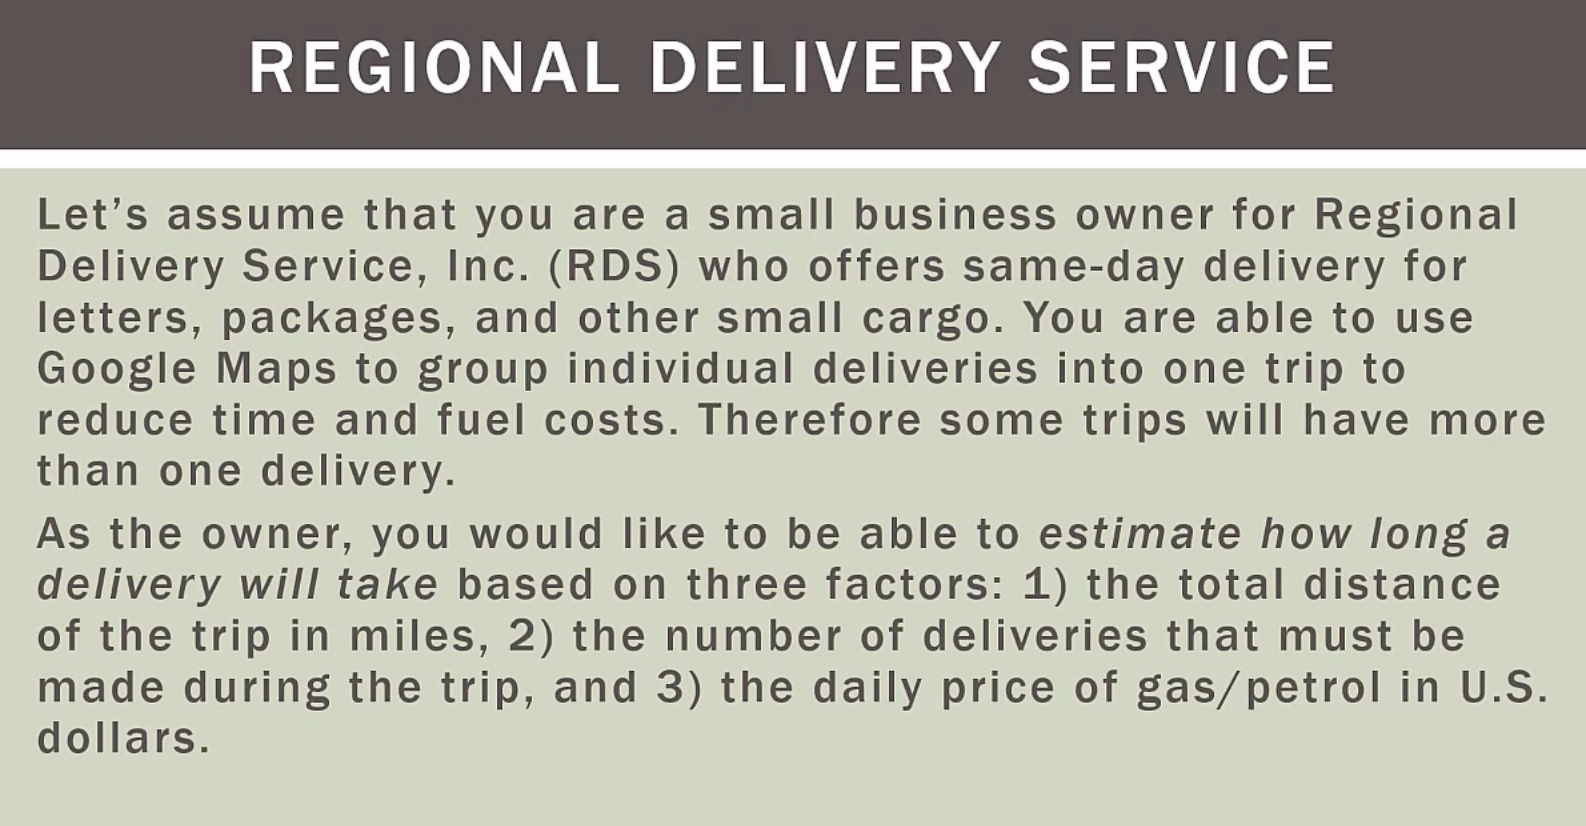 REGIONAL DELIVERY SERVICE
Let’s assume that you are a small business owner for Regional
Delivery Service, Inc. (RDS) who offers same-day delivery for
letters, packages, and other small cargo. You are able to use
Google Maps to group individual deliveries into one trip to
reduce time and fuel costs. Therefore some trips will have more
than one delivery.
As the owner, you would like to be able to estimate how long a
delivery will take based on three factors: 1) the total distance
of the trip in miles, 2) the number of deliveries that must be
made during the trip, and 3) the daily price of gas/petrol in U.S.
dollars.